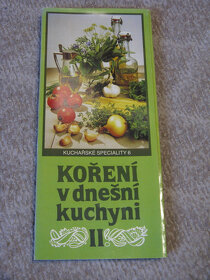 KUCHAŘSKÉ SPECIALITY 6
KOŘENÍ
v dnešní
kuchyni
II